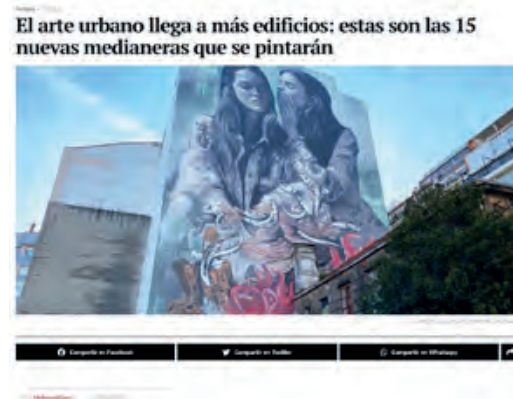 El arte urbano llega a más edificios: estas son las 15
nuevas medianeras que se pintarán
Compartir en Facebook
Compartir en Twitter
Compartir en Whatsapp